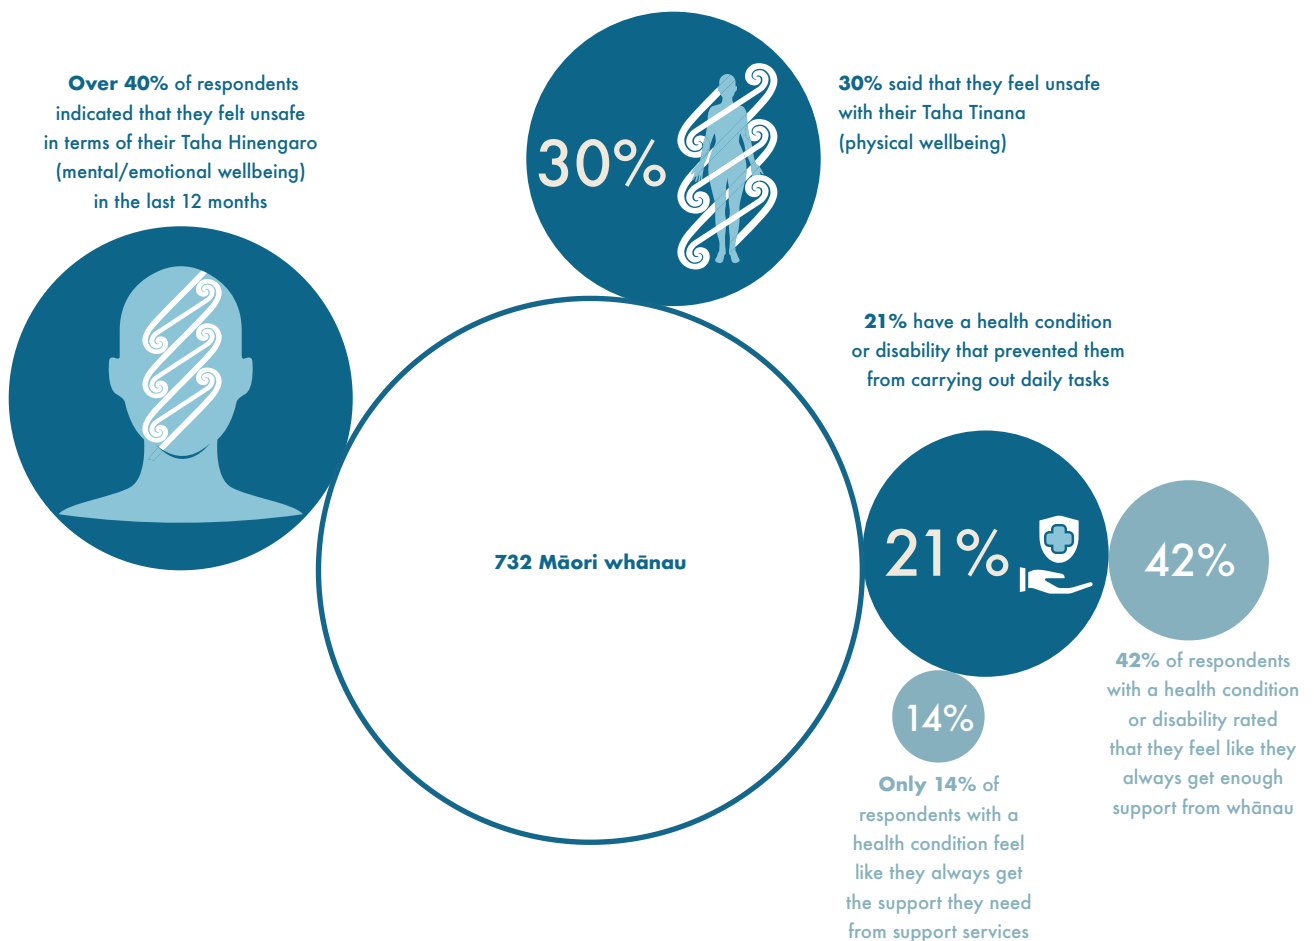 Over 40% of respondents
indicated that they felt unsafe
in terms of their Taha Hinengaro
(mental/emotional wellbeing)
in the last 12 months
30%
30% said that they feel unsafe
with their Taha Tinana
(physical wellbeing)
21% have a health condition
or disability that prevented them
from carrying out daily tasks
732 Māori whānau
21%
42%
42% of respondents
with a health condition
or disability rated
that they feel like they
always get enough
support from whānau
14%
Only 14% of
respondents with a
health condition feel
like they always get
the support they need
from support services